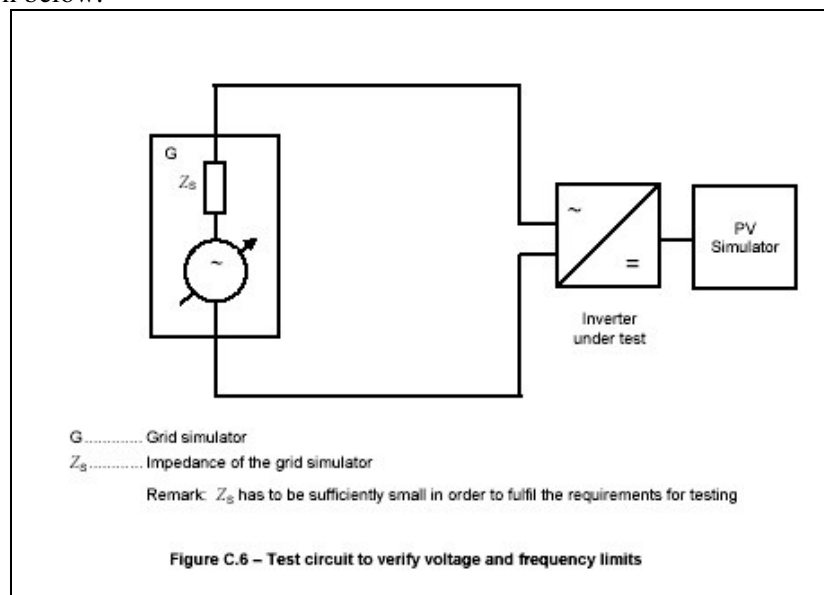 G
Zs
~
~
=
PV
Simulator
Inverter
under test
G ............. Grid simulator
Zs ............ Impedance of the grid simulator
Remark: Zs has to be sufficiently small in order to fulfil the requirements for testing
Figure C.6 – Test circuit to verify voltage and frequency limits